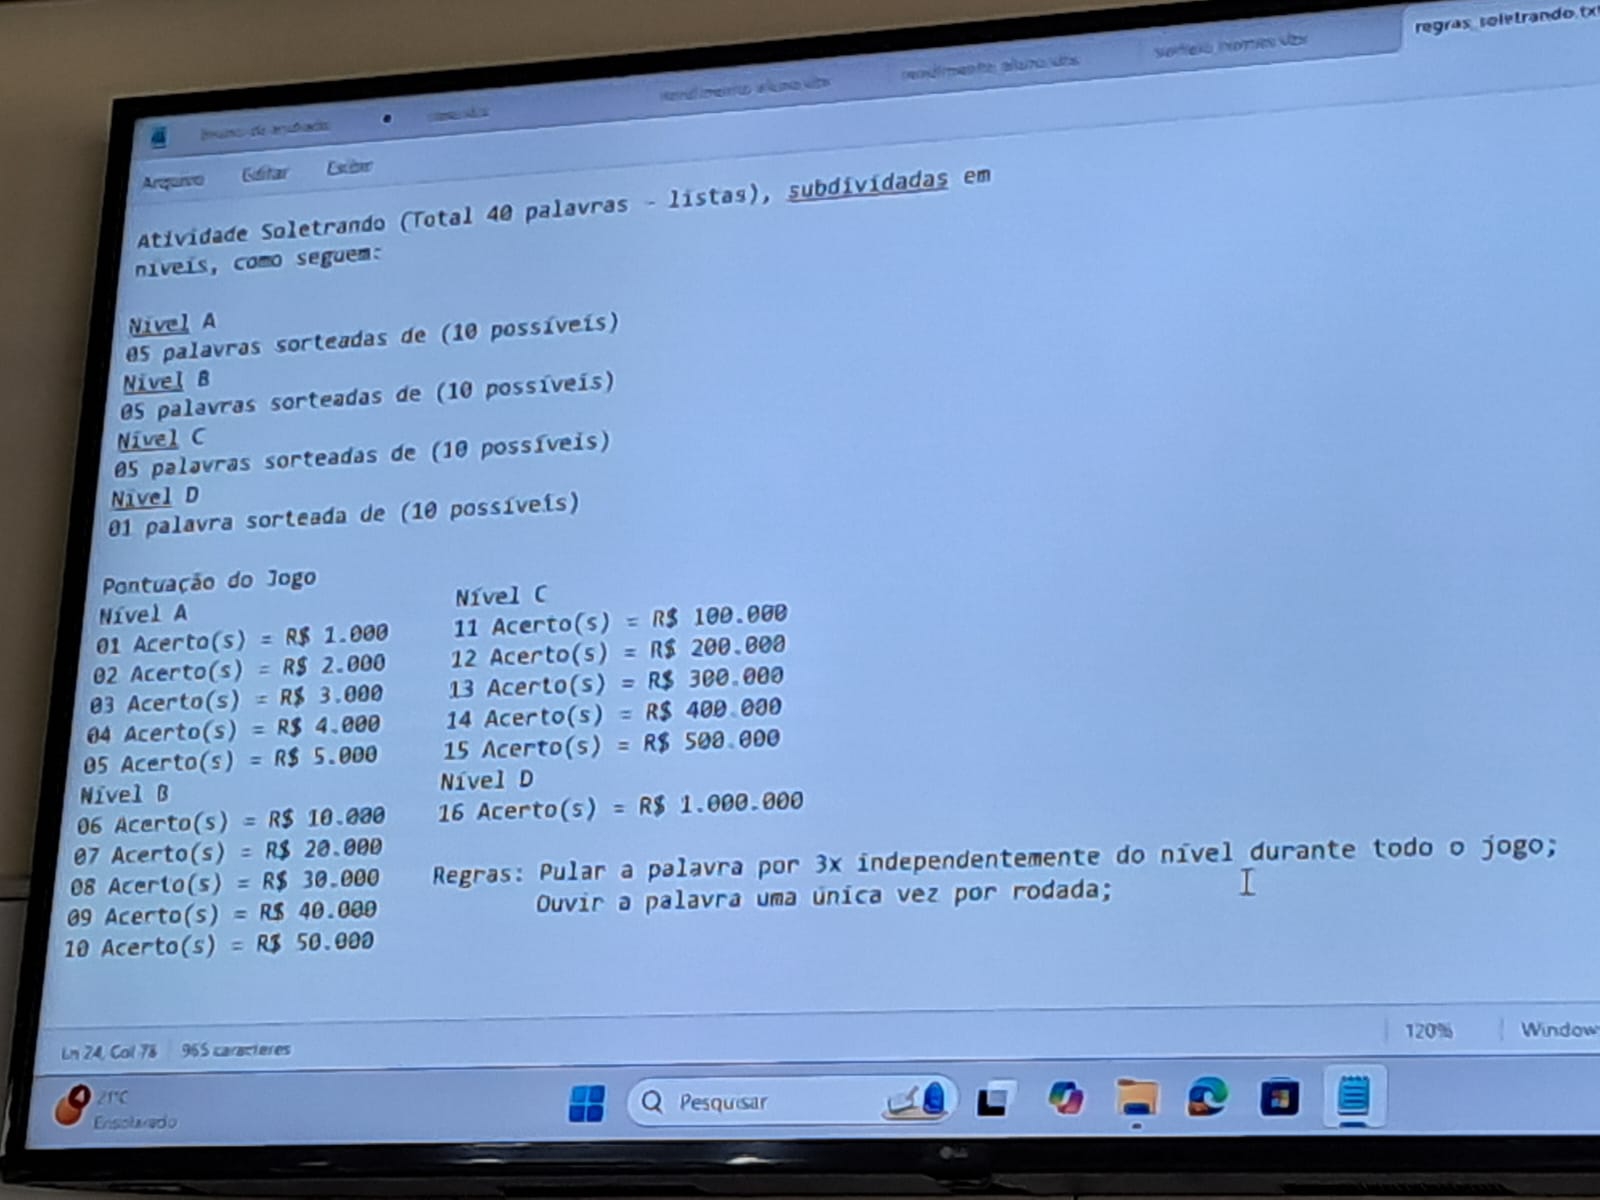 regras_soletrando.tx
Arquivo Editar Exibir
Atividade Soletrando (Total 40 palavras - listas), subdividadas em
níveis, como seguem:
Nível A
05 palavras sorteadas de (10 possíveis)
Nível B
05 palavras sorteadas de (10 possíveis)
Nível C
05 palavras sorteadas de (10 possíveis)
Nível D
01 palavra sorteada de (10 possíveis)
Pontuação do Jogo
Nível A
01 Acerto(s) = R$ 1.000
02 Acerto(s) = R$ 2.000
03 Acerto(s) = R$ 3.000
04 Acerto(s) = R$ 4.000
05 Acerto(s) = R$ 5.000
Nível B
06 Acerto(s) = R$ 10.000
07 Acerto(s) = R$ 20.000
08 Acerto(s) = R$ 30.000
09 Acerto(s) = R$ 40.000
10 Acerto(s) = R$ 50.000
Nível C
11 Acerto(s) = R$ 100.000
12 Acerto(s) = R$ 200.000
13 Acerto(s) = R$ 300.000
14 Acerto(s) = R$ 400.000
15 Acerto(s) = R$ 500.000
Nível D
16 Acerto(s) = R$ 1.000.000
Regras: Pular a palavra por 3x independentemente do nível durante todo o jogo;
Ouvir a palavra uma única vez por rodada;
Ln 24, Col 78 965 caracteres
120% Window
4 21°C
Ensolarado
Pesquisar
LG